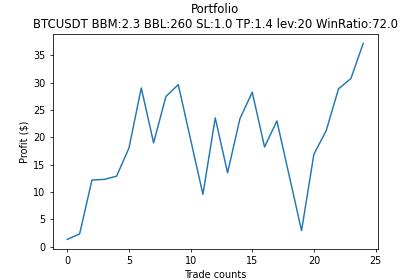 Portfolio
BTCUSDT BBM:2.3 BBL:260 SL:1.0 TP:1.4 lev:20 WinRatio:72.0
35
30
25
20
15
10
5
0
Profit ($)
0 5 10 15 20 25
Trade counts